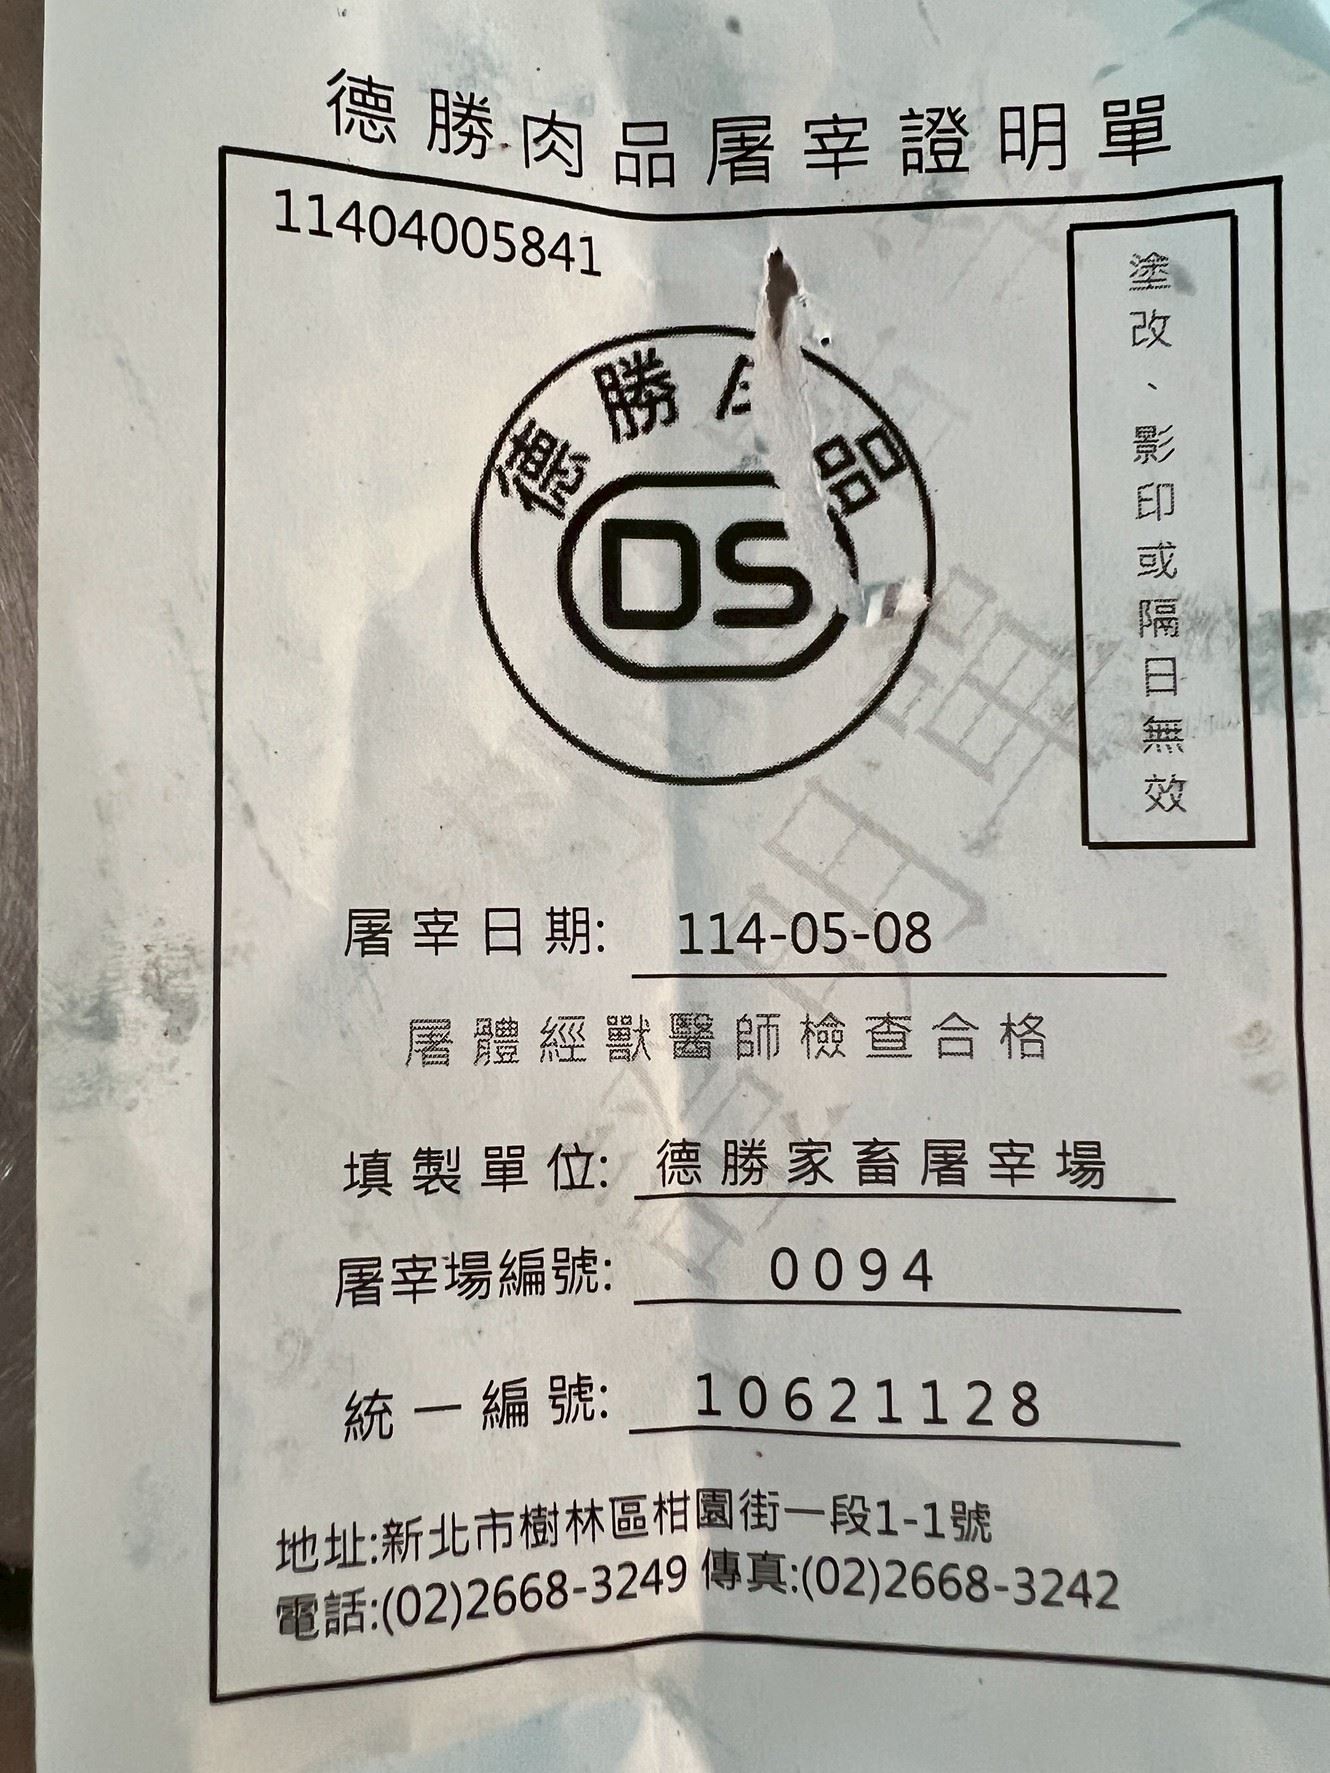 德勝肉品屠宰證明單
11404005841
塗改、影印或隔日無效
德勝 品
DS
屠宰日期: 114-05-08
屠體經獸醫師檢查合格
填製單位: 德勝家畜屠宰場
屠宰場編號: 0094
統一編號: 10621128
地址:新北市樹林區柑園街一段1-1號
電話:(02)2668-3249 傳真:(02)2668-3242
證明單